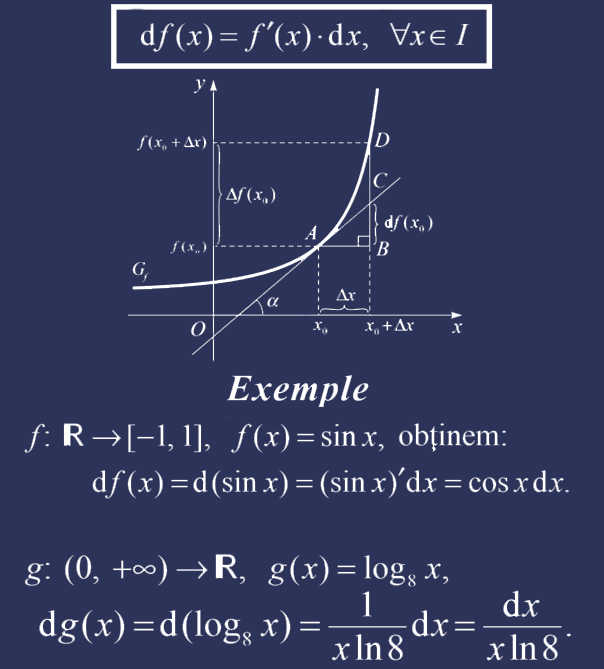 df(x) = f′(x)·dx, ∀x ∈ I
y
f(x₀ + Δx)
D
C
Δf(x₀)
df(x₀)
f(x₀)
A
B
G_f
α
Δx
O
x₀
x₀ + Δx
x
Exemple
f: ℝ → [−1, 1], f(x) = sin x, obținem:
df(x) = d(sin x) = (sin x)′dx = cos x dx.
g: (0, +∞) → ℝ, g(x) = log₈ x,
dg(x) = d(log₈ x) = 1/(x ln 8) dx = dx/(x ln 8).